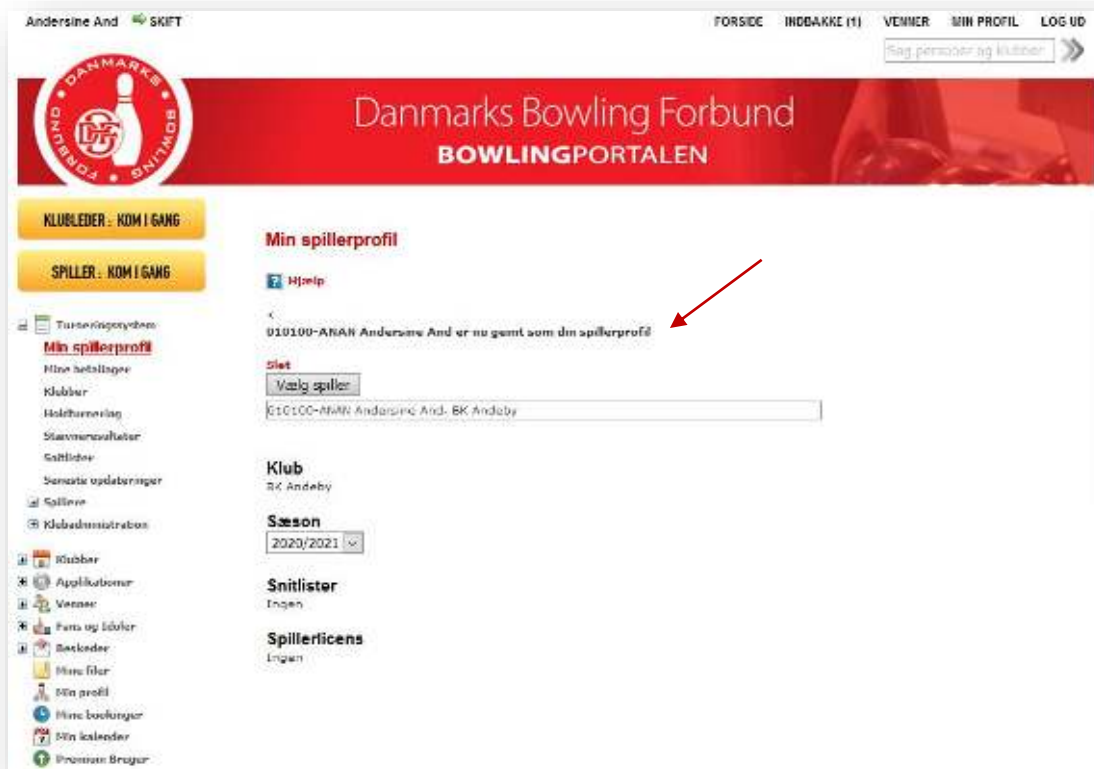 Andersine And SKIFT
FORSIDE INDBAKKE (1) VENNER MIN PROFIL LOG UD
Søg personer og klubber
DANMARKS BOWLING FORBUND
Danmarks Bowling Forbund
BOWLINGPORTALEN
KLUBLEDER: KOM I GANG
SPILLER: KOM I GANG
Turneringssystem
Min spillerprofil
Mine betalinger
Klubber
Holdturnering
Stævneresultater
Snitlister
Seneste opdateringer
Spillere
Klubadministration
Klubber
Applikationer
Venner
Fans og Idoler
Beskeder
Mine filer
Min profil
Mine bookinger
Min kalender
Premium Bruger
Min spillerprofil
? Hjælp
<
010100-ANAN Andersine And er nu gemt som din spillerprofil
Slet
Vælg spiller
010100-ANAN Andersine And- BK Andeby
Klub
BK Andeby
Sæson
2020/2021
Snitlister
Ingen
Spillerlicens
Ingen